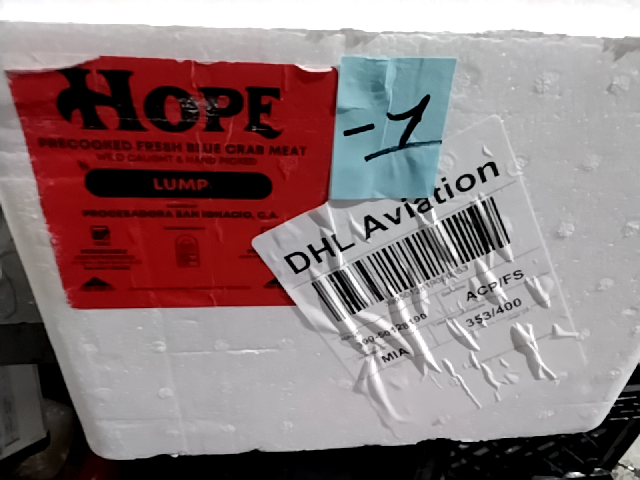 HOPE
PRECOOKED FRESH BLUE CRAB MEAT
WILD CAUGHT & HAND PICKED
LUMP
PROCESADORA SAN IGNACIO, C.A.
-1
DHL Aviation
ACP/FS
353/400
MIA